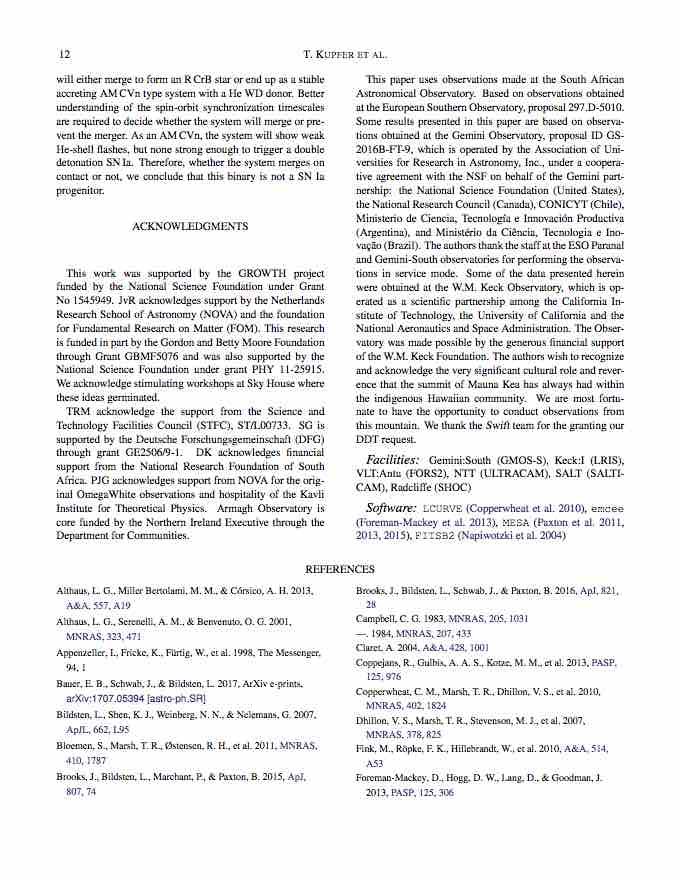 12
T. KUPFER ET AL.
will either merge to form an R CrB star or end up as a stable
accreting AM CVn type system with a He WD donor. Better
understanding of the spin-orbit synchronization timescales
are required to decide whether the system will merge or pre-
vent the merger. As an AM CVn, the system will show weak
He-shell flashes, but none strong enough to trigger a double
detonation SN Ia. Therefore, whether the system merges on
contact or not, we conclude that this binary is not a SN Ia
progenitor.
ACKNOWLEDGMENTS
This work was supported by the GROWTH project
funded by the National Science Foundation under Grant
No 1545949. JvR acknowledges support by the Netherlands
Research School of Astronomy (NOVA) and the foundation
for Fundamental Research on Matter (FOM). This research
is funded in part by the Gordon and Betty Moore Foundation
through Grant GBMF5076 and was also supported by the
National Science Foundation under grant PHY 11-25915.
We acknowledge stimulating workshops at Sky House where
these ideas germinated.
TRM acknowledge the support from the Science and
Technology Facilities Council (STFC), ST/L00733. SG is
supported by the Deutsche Forschungsgemeinschaft (DFG)
through grant GE2506/9-1. DK acknowledges financial
support from the National Research Foundation of South
Africa. PJG acknowledges support from NOVA for the orig-
inal OmegaWhite observations and hospitality of the Kavli
Institute for Theoretical Physics. Armagh Observatory is
core funded by the Northern Ireland Executive through the
Department for Communities.
This paper uses observations made at the South African
Astronomical Observatory. Based on observations obtained
at the European Southern Observatory, proposal 297.D-5010.
Some results presented in this paper are based on observa-
tions obtained at the Gemini Observatory, proposal ID GS-
2016B-FT-9, which is operated by the Association of Uni-
versities for Research in Astronomy, Inc., under a coopera-
tive agreement with the NSF on behalf of the Gemini part-
nership: the National Science Foundation (United States),
the National Research Council (Canada), CONICYT (Chile),
Ministerio de Ciencia, Tecnología e Innovación Productiva
(Argentina), and Ministério da Ciência, Tecnologia e Ino-
vação (Brazil). The authors thank the staff at the ESO Paranal
and Gemini-South observatories for performing the observa-
tions in service mode. Some of the data presented herein
were obtained at the W.M. Keck Observatory, which is op-
erated as a scientific partnership among the California In-
stitute of Technology, the University of California and the
National Aeronautics and Space Administration. The Obser-
vatory was made possible by the generous financial support
of the W.M. Keck Foundation. The authors wish to recognize
and acknowledge the very significant cultural role and rever-
ence that the summit of Mauna Kea has always had within
the indigenous Hawaiian community. We are most fortu-
nate to have the opportunity to conduct observations from
this mountain. We thank the Swift team for the granting our
DDT request.
Facilities: Gemini:South (GMOS-S), Keck:I (LRIS),
VLT:Antu (FORS2), NTT (ULTRACAM), SALT (SALTI-
CAM), Radcliffe (SHOC)
Software: LCURVE (Copperwheat et al. 2010), emcee
(Foreman-Mackey et al. 2013), MESA (Paxton et al. 2011,
2013, 2015), FITSB2 (Napiwotzki et al. 2004)
REFERENCES
Althaus, L. G., Miller Bertolami, M. M., & Córsico, A. H. 2013,
A&A, 557, A19
Althaus, L. G., Serenelli, A. M., & Benvenuto, O. G. 2001,
MNRAS, 323, 471
Appenzeller, I., Fricke, K., Fürtig, W., et al. 1998, The Messenger,
94, 1
Bauer, E. B., Schwab, J., & Bildsten, L. 2017, ArXiv e-prints,
arXiv:1707.05394 [astro-ph.SR]
Bildsten, L., Shen, K. J., Weinberg, N. N., & Nelemans, G. 2007,
ApJL, 662, L95
Bloemen, S., Marsh, T. R., Østensen, R. H., et al. 2011, MNRAS,
410, 1787
Brooks, J., Bildsten, L., Marchant, P., & Paxton, B. 2015, ApJ,
807, 74
Brooks, J., Bildsten, L., Schwab, J., & Paxton, B. 2016, ApJ, 821,
28
Campbell, C. G. 1983, MNRAS, 205, 1031
—. 1984, MNRAS, 207, 433
Claret, A. 2004, A&A, 428, 1001
Coppejans, R., Gulbis, A. A. S., Kotze, M. M., et al. 2013, PASP,
125, 976
Copperwheat, C. M., Marsh, T. R., Dhillon, V. S., et al. 2010,
MNRAS, 402, 1824
Dhillon, V. S., Marsh, T. R., Stevenson, M. J., et al. 2007,
MNRAS, 378, 825
Fink, M., Röpke, F. K., Hillebrandt, W., et al. 2010, A&A, 514,
A53
Foreman-Mackey, D., Hogg, D. W., Lang, D., & Goodman, J.
2013, PASP, 125, 306